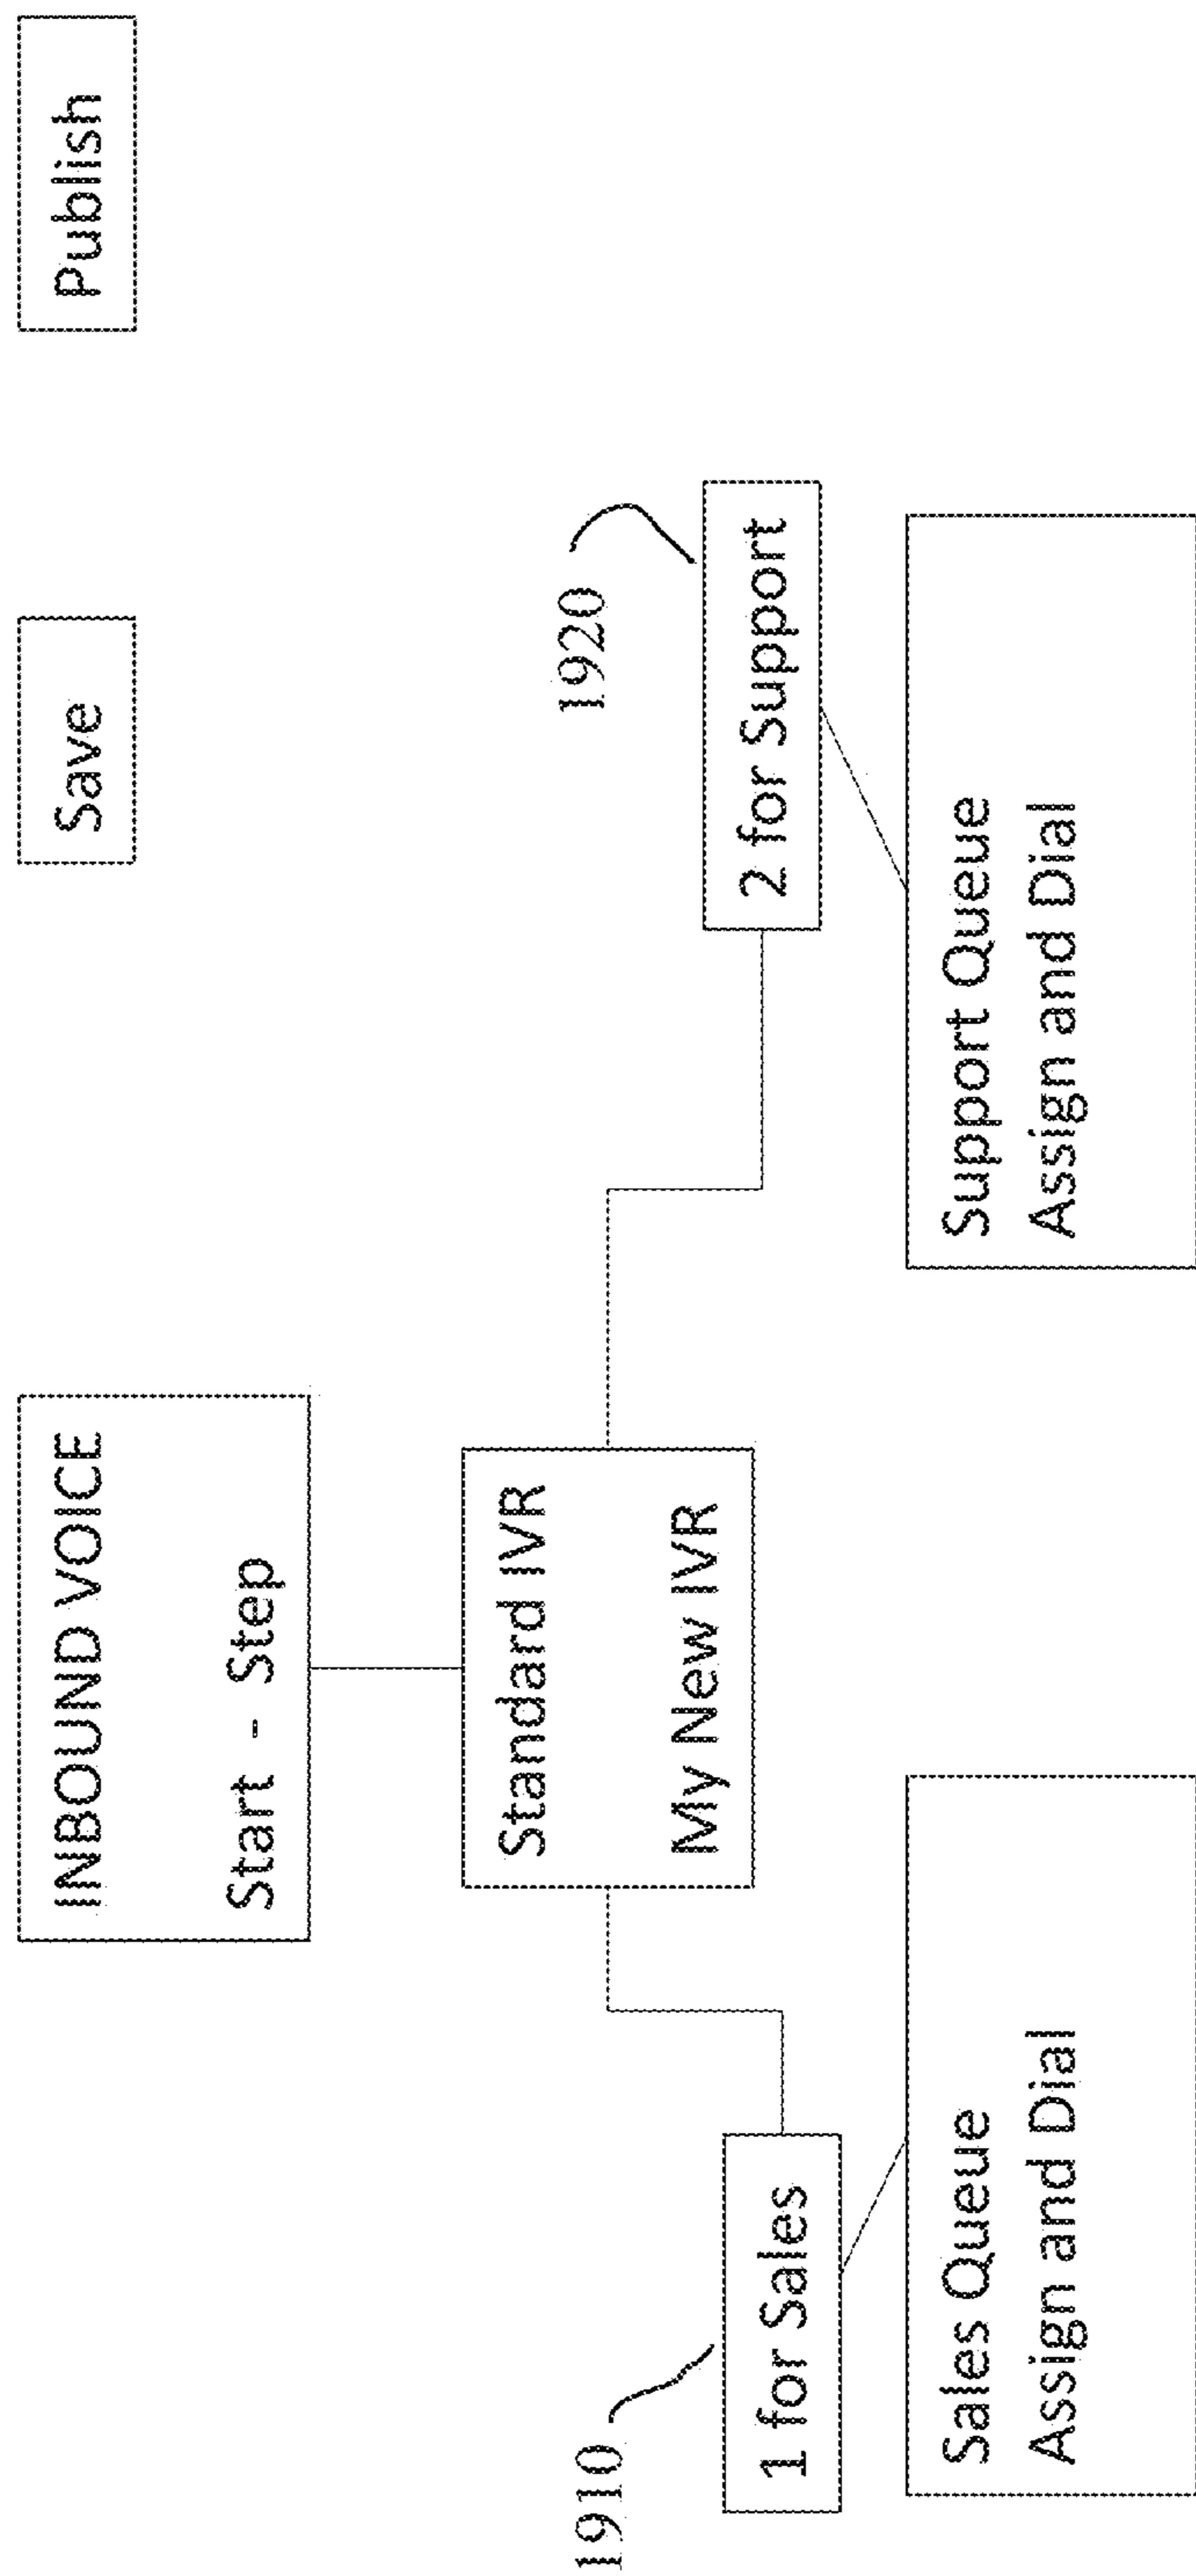 Save
Publish
INBOUND VOICE
Start - Step
Standard IVR
My New IVR
1910
1 for Sales
1920
2 for Support
Sales Queue
Assign and Dial
Support Queue
Assign and Dial